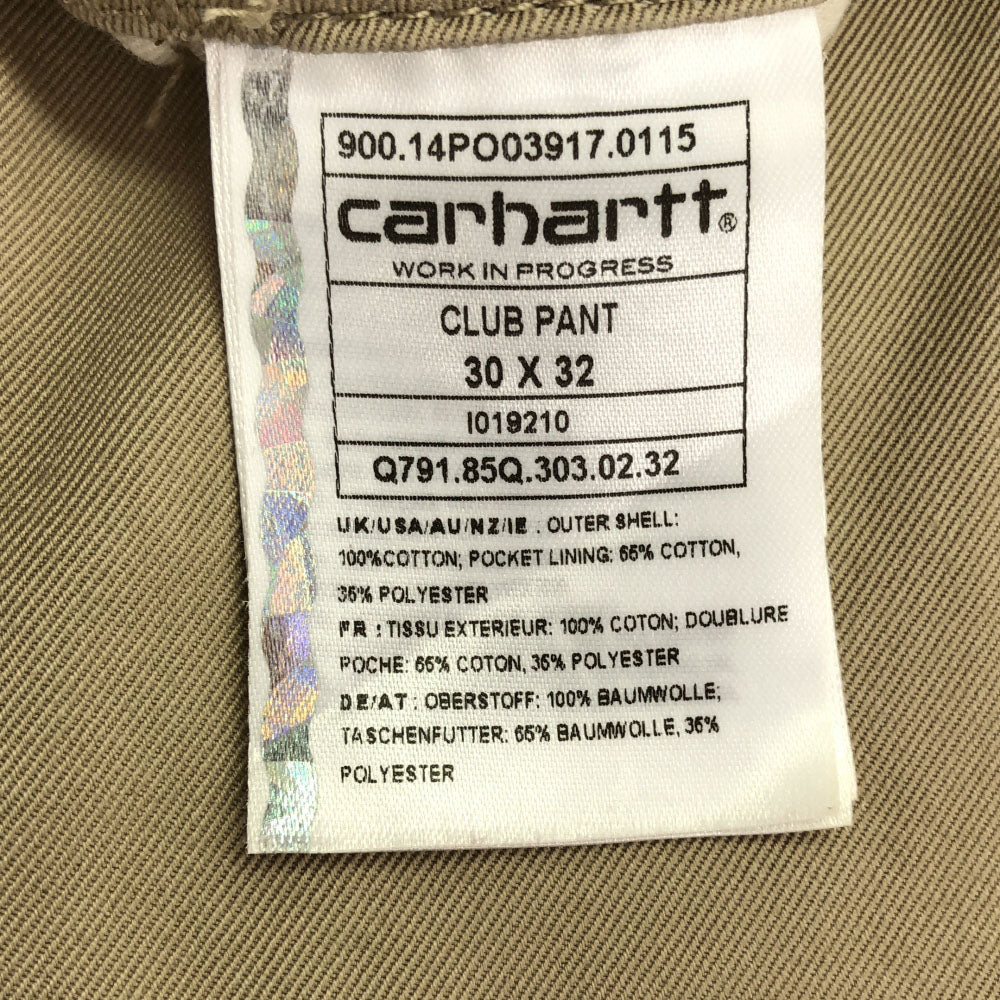 900.14PO03917.0115
carhartt®
WORK IN PROGRESS
CLUB PANT
30 X 32
I019210
Q791.85Q.303.02.32
UK/USA/AU/NZ/IE : OUTER SHELL:
100%COTTON; POCKET LINING: 65% COTTON,
35% POLYESTER
FR : TISSU EXTERIEUR: 100% COTON; DOUBLURE
POCHE: 65% COTON, 35% POLYESTER
DE/AT : OBERSTOFF: 100% BAUMWOLLE;
TASCHENFUTTER: 65% BAUMWOLLE, 35%
POLYESTER